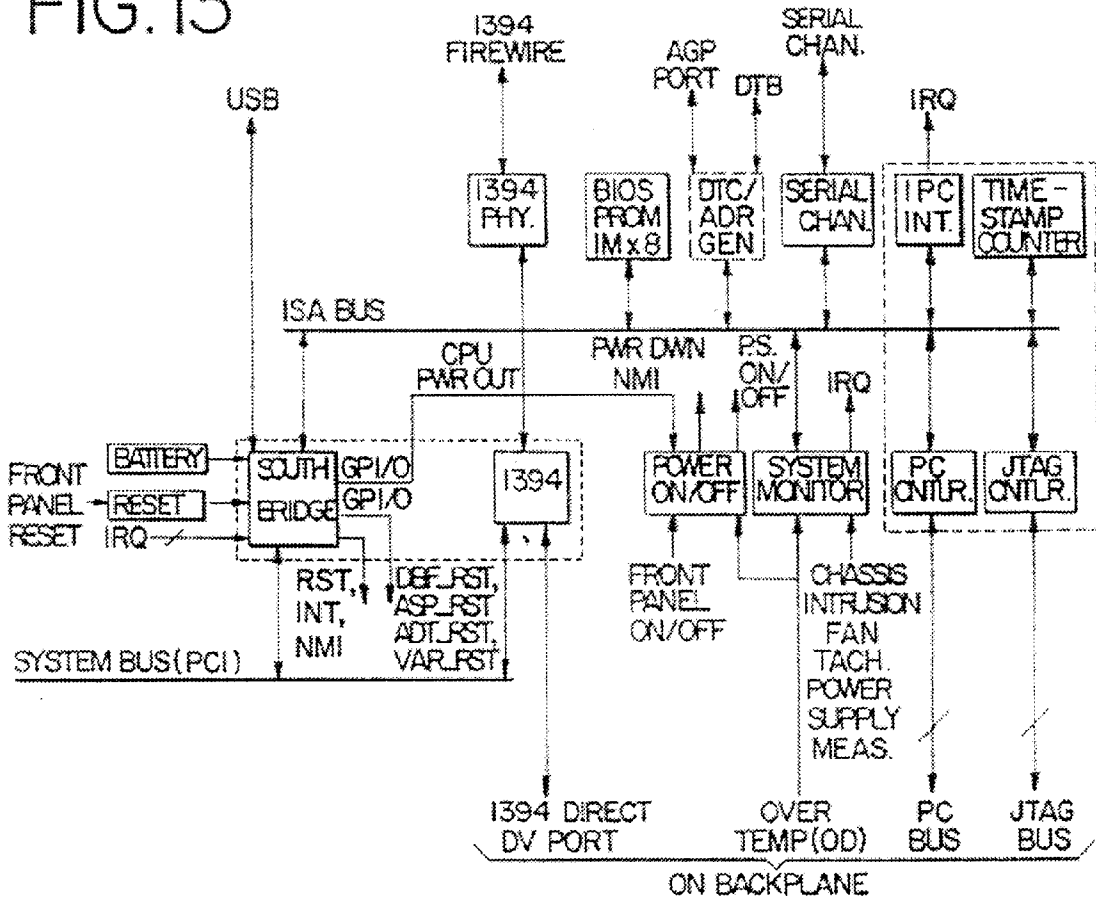 FIG. 15
1394
FIREWIRE
SERIAL
CHAN.
AGP
PORT
DTB
USB
IRQ
1394
PHY.
BIOS
PROM
1M x 8
DTC/
ADR
GEN
SERIAL
CHAN.
IPC
INT.
TIME-
STAMP
COUNTER
ISA BUS
CPU
PWR OUT
PWR DWN
NMI
P.S.
ON/
OFF
IRQ
BATTERY
FRONT
PANEL
RESET
RESET
IRQ
SOUTH
BRIDGE
GPI/O
GPI/O
1394
POWER
ON/OFF
SYSTEM
MONITOR
PC
CNTLR.
JTAG
CNTLR.
RST,
INT,
NMI
DBF_RST,
ASP_RST
ADT_RST,
VAR_RST
FRONT
PANEL
ON/OFF
CHASSIS
INTRUSION
FAN
TACH.
POWER
SUPPLY
MEAS.
SYSTEM BUS(PCI)
1394 DIRECT
DV PORT
OVER
TEMP(OD)
PC
BUS
JTAG
BUS
ON BACKPLANE